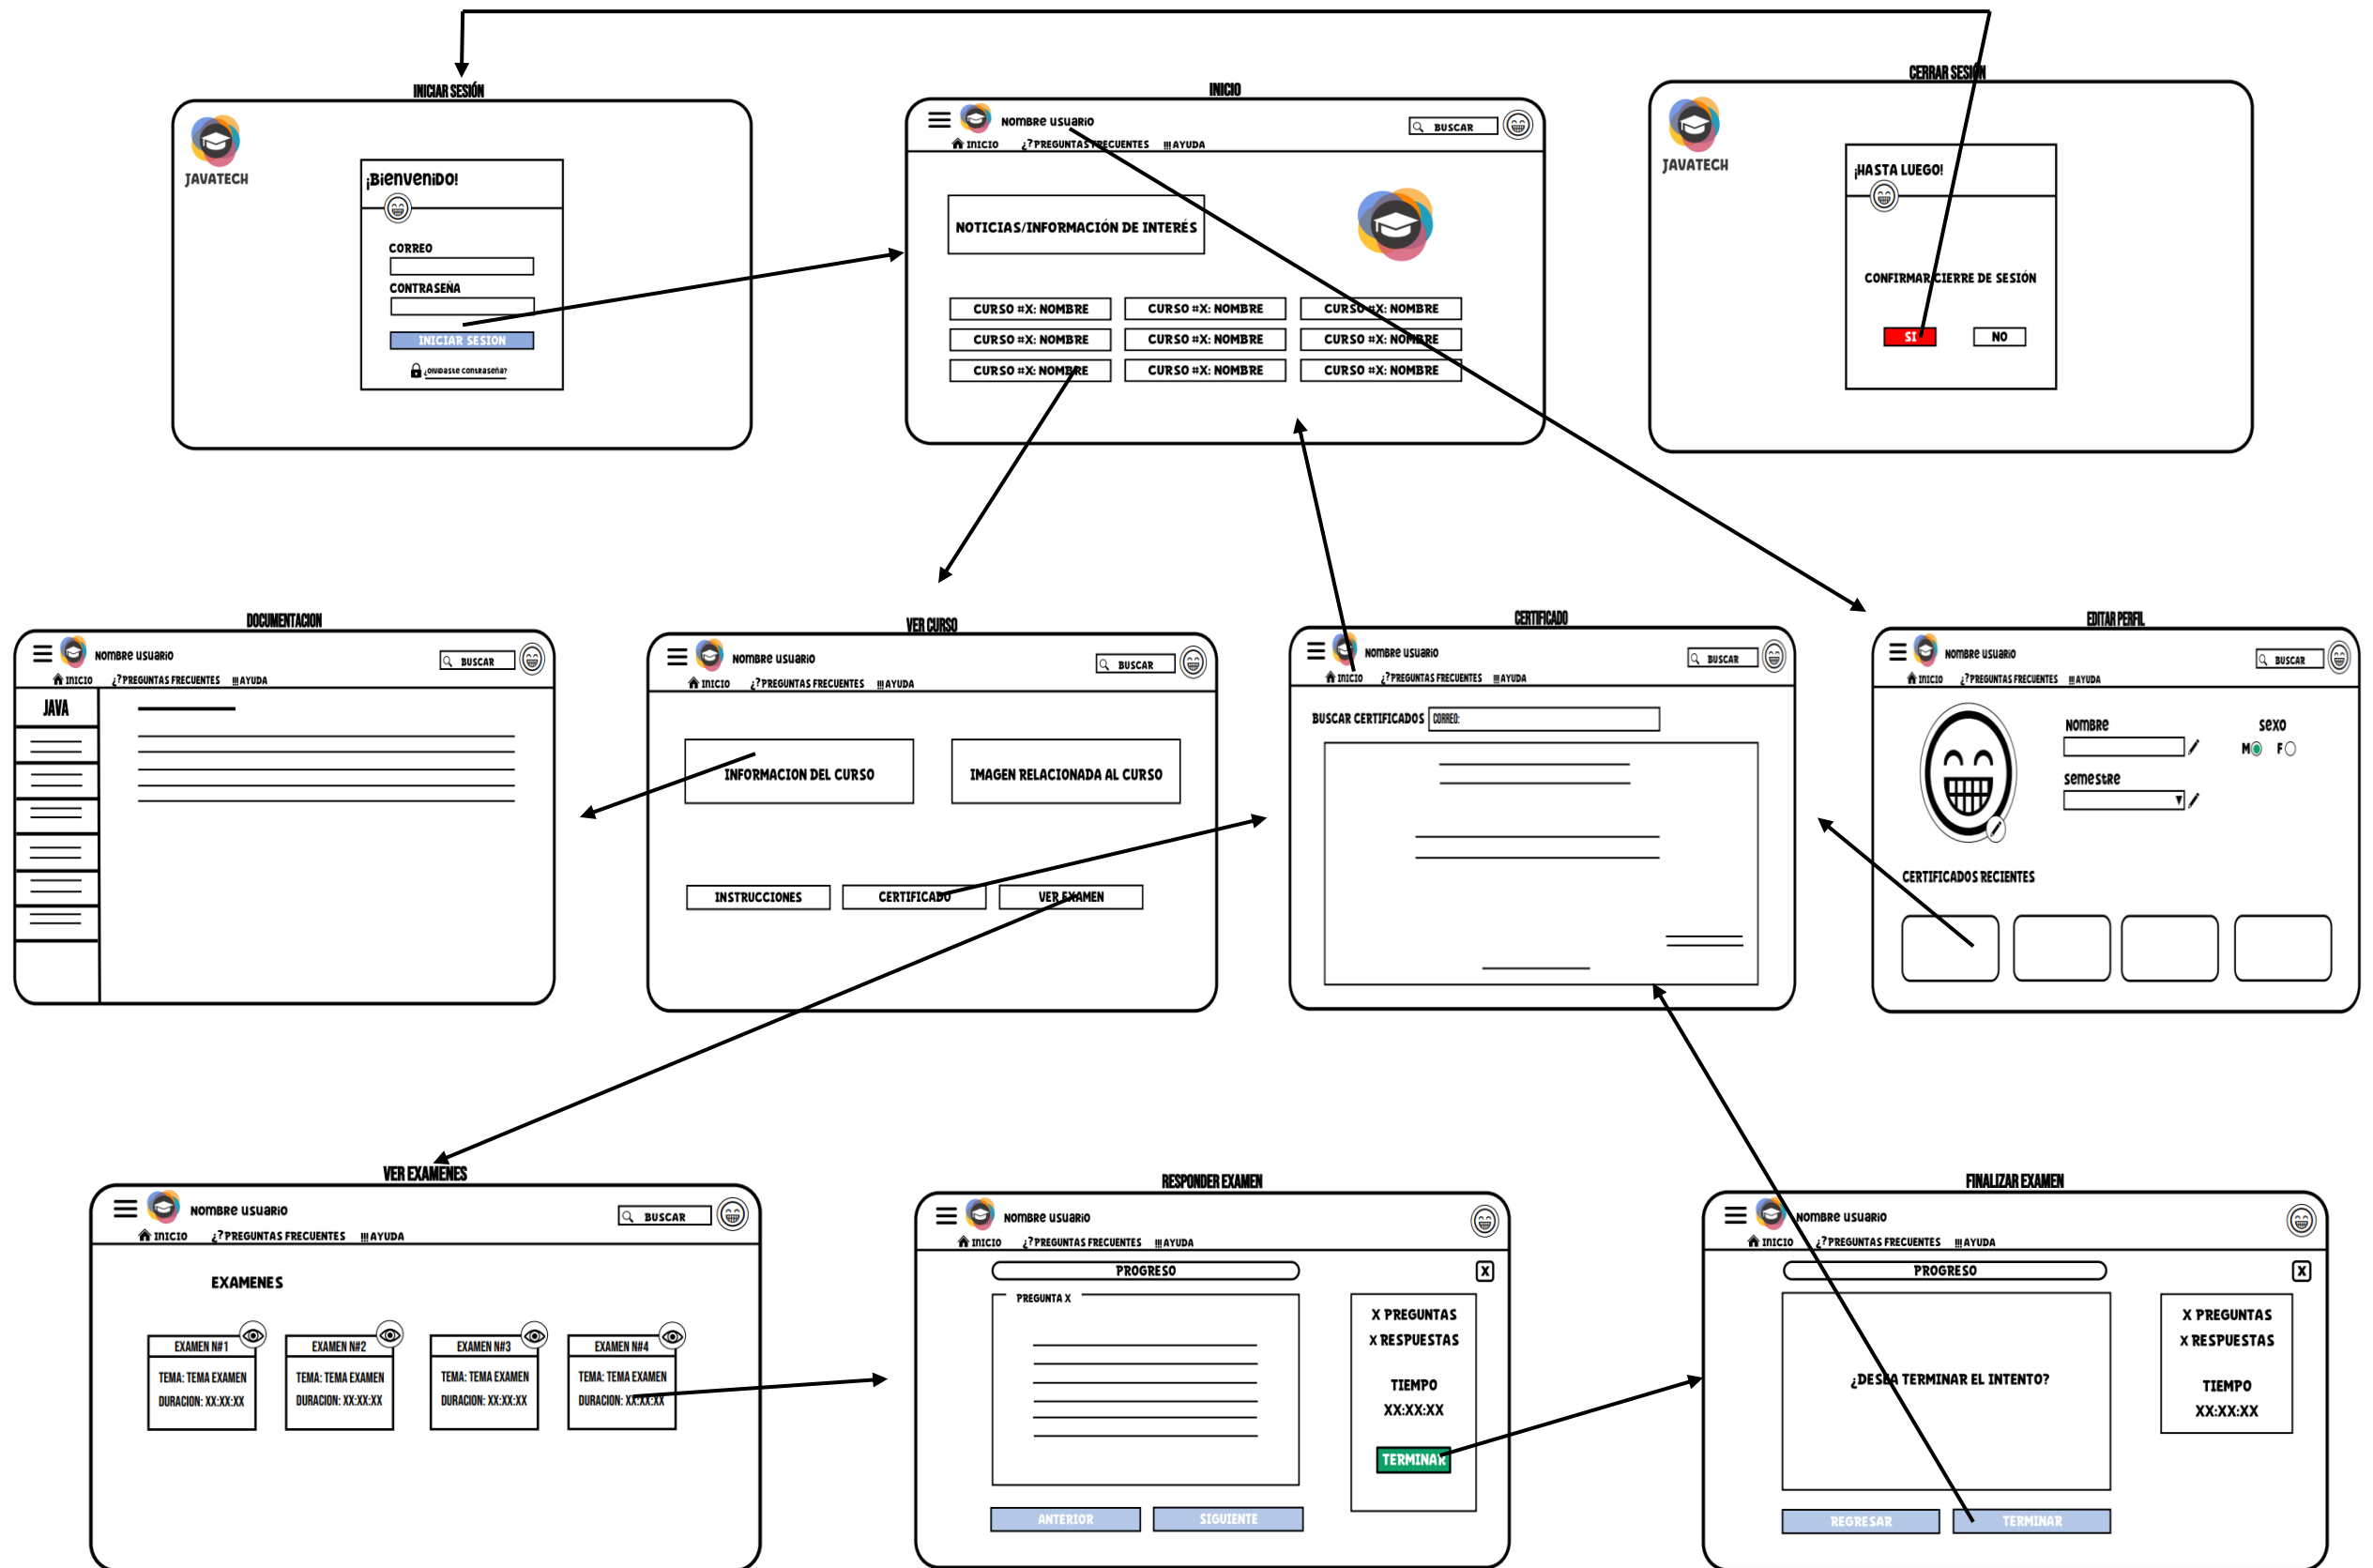 INICIAR SESIÓN
JAVATECH
¡BIENVENIDO!
CORREO
CONTRASEÑA
INICIAR SESION
¿OLVIDASTE CONTRASEÑA?
INICIO
NOMBRE USUARIO
BUSCAR
INICIO ¿?PREGUNTAS FRECUENTES !!! AYUDA
NOTICIAS/INFORMACIÓN DE INTERÉS
CURSO #X: NOMBRE CURSO #X: NOMBRE CURSO #X: NOMBRE
CURSO #X: NOMBRE CURSO #X: NOMBRE CURSO #X: NOMBRE
CURSO #X: NOMBRE CURSO #X: NOMBRE CURSO #X: NOMBRE
CERRAR SESIÓN
JAVATECH
¡HASTA LUEGO!
CONFIRMAR CIERRE DE SESIÓN
SI NO
DOCUMENTACION
NOMBRE USUARIO
BUSCAR
INICIO ¿?PREGUNTAS FRECUENTES !!! AYUDA
JAVA
VER CURSO
NOMBRE USUARIO
BUSCAR
INICIO ¿?PREGUNTAS FRECUENTES !!! AYUDA
INFORMACION DEL CURSO
IMAGEN RELACIONADA AL CURSO
INSTRUCCIONES CERTIFICADO VER EXAMEN
CERTIFICADO
NOMBRE USUARIO
BUSCAR
INICIO ¿?PREGUNTAS FRECUENTES !!! AYUDA
BUSCAR CERTIFICADOS CORREO:
EDITAR PERFIL
NOMBRE USUARIO
BUSCAR
INICIO ¿?PREGUNTAS FRECUENTES !!! AYUDA
NOMBRE SEXO
M F
SEMESTRE
CERTIFICADOS RECIENTES
VER EXAMENES
NOMBRE USUARIO
BUSCAR
INICIO ¿?PREGUNTAS FRECUENTES !!! AYUDA
EXAMENES
EXAMEN N#1 EXAMEN N#2 EXAMEN N#3 EXAMEN N#4
TEMA: TEMA EXAMEN TEMA: TEMA EXAMEN TEMA: TEMA EXAMEN TEMA: TEMA EXAMEN
DURACION: XX:XX:XX DURACION: XX:XX:XX DURACION: XX:XX:XX DURACION: XX:XX:XX
RESPONDER EXAMEN
NOMBRE USUARIO
INICIO ¿?PREGUNTAS FRECUENTES !!! AYUDA
PROGRESO
X
PREGUNTA X
X PREGUNTAS
X RESPUESTAS
TIEMPO
XX:XX:XX
TERMINAR
ANTERIOR SIGUIENTE
FINALIZAR EXAMEN
NOMBRE USUARIO
INICIO ¿?PREGUNTAS FRECUENTES !!! AYUDA
PROGRESO
X
X PREGUNTAS
X RESPUESTAS
¿DESEA TERMINAR EL INTENTO?
TIEMPO
XX:XX:XX
REGRESAR TERMINAR